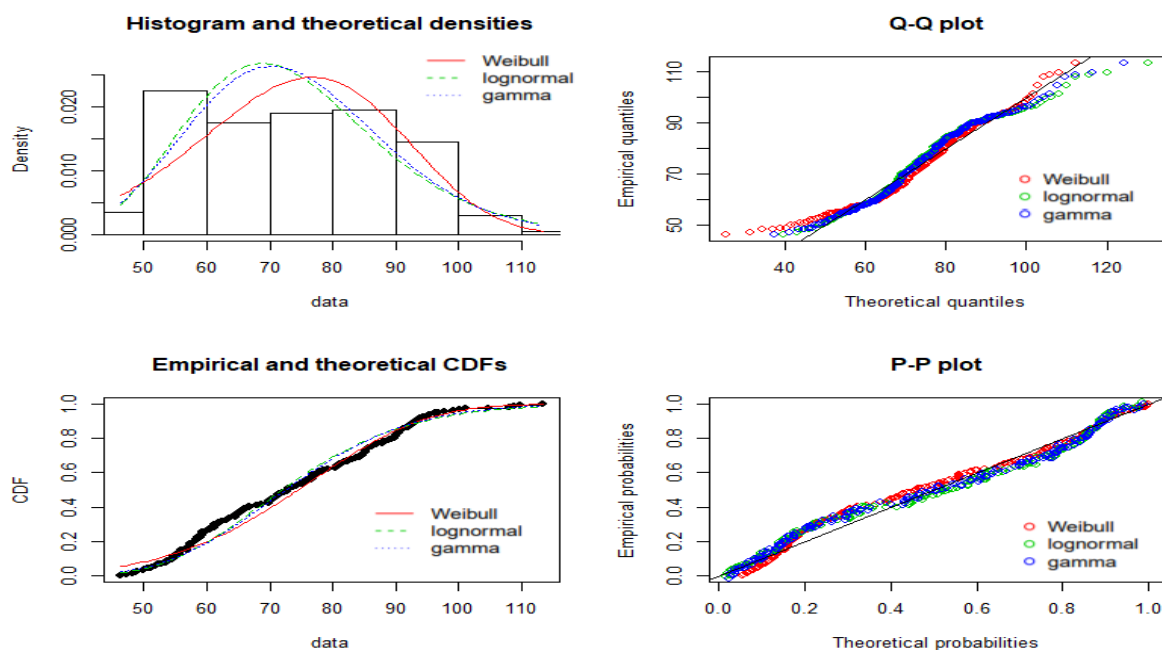 Histogram and theoretical densities
Density
0.000
0.010
0.020
Weibull
lognormal
gamma
50 60 70 80 90 100 110
data
Q-Q plot
Empirical quantiles
50
70
90
110
Weibull
lognormal
gamma
40 60 80 100 120
Theoretical quantiles
Empirical and theoretical CDFs
CDF
0.0
0.2
0.4
0.6
0.8
1.0
Weibull
lognormal
gamma
50 60 70 80 90 100 110
data
P-P plot
Empirical probabilities
0.0
0.2
0.4
0.6
0.8
1.0
Weibull
lognormal
gamma
0.0 0.2 0.4 0.6 0.8 1.0
Theoretical probabilities